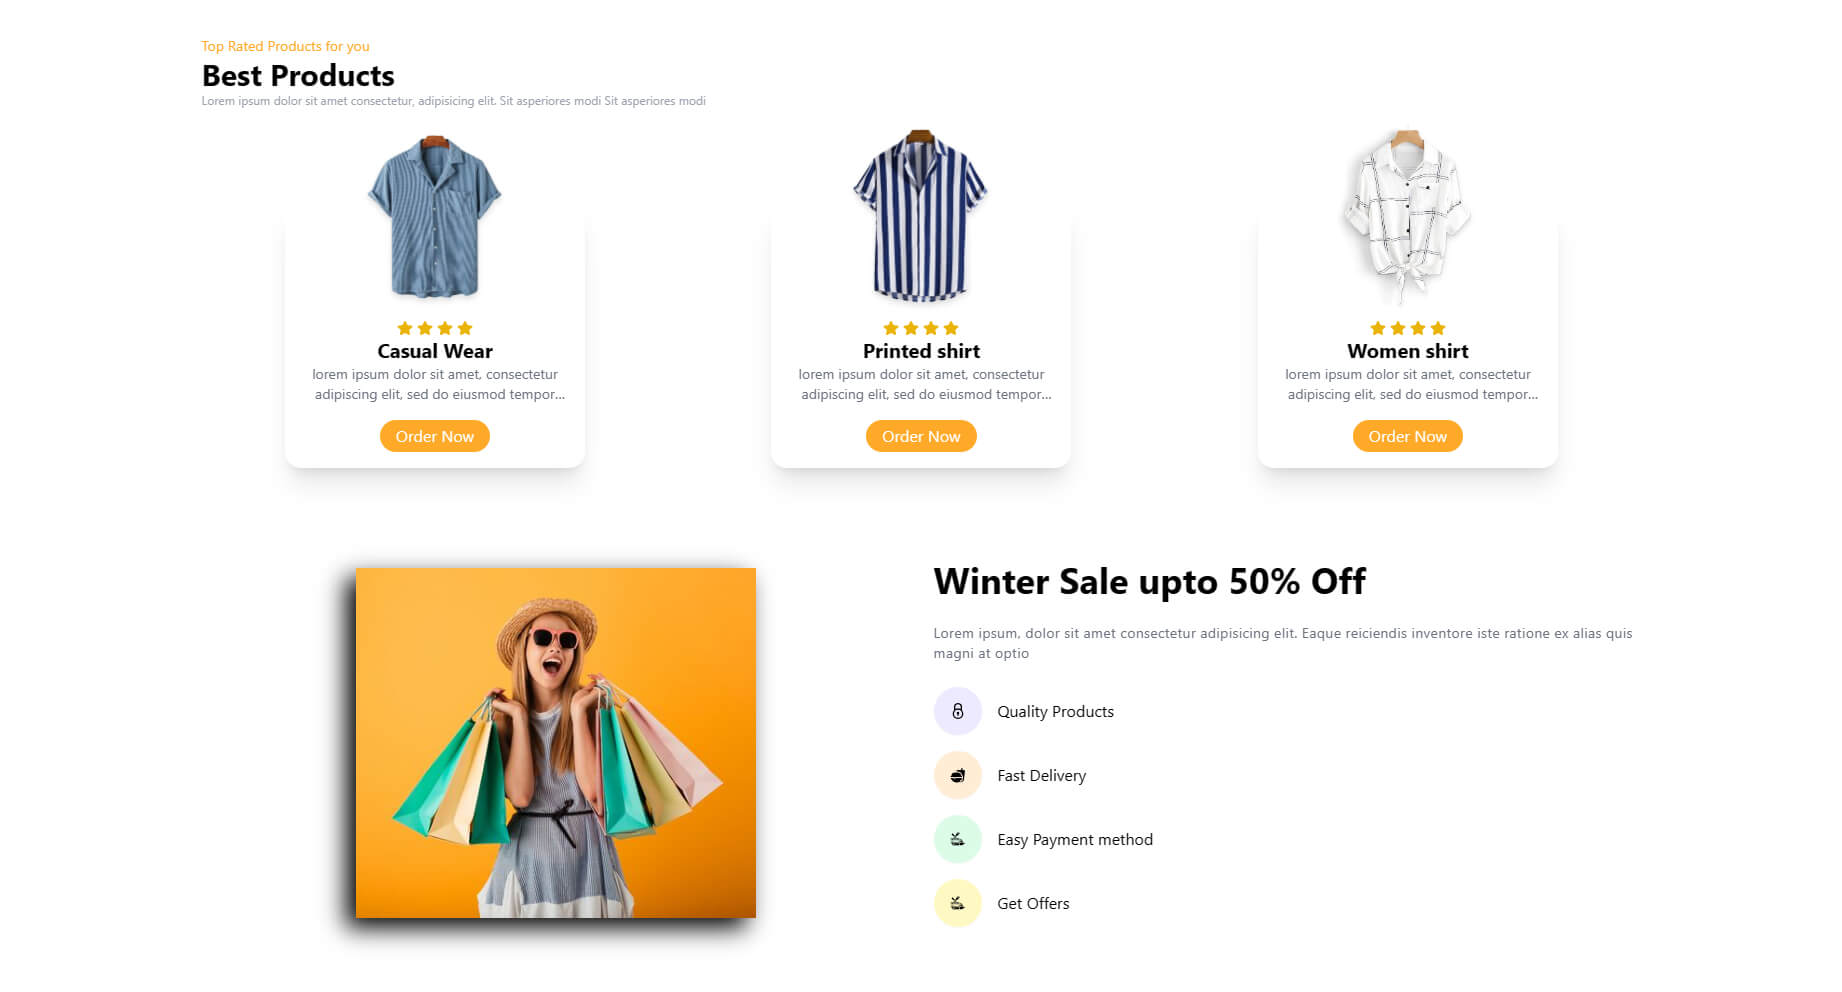 Top Rated Products for you
Best Products
Lorem ipsum dolor sit amet consectetur, adipisicing elit. Sit asperiores modi Sit asperiores modi
Casual Wear
lorem ipsum dolor sit amet, consectetur
adipiscing elit, sed do eiusmod tempor...
Order Now
Printed shirt
lorem ipsum dolor sit amet, consectetur
adipiscing elit, sed do eiusmod tempor...
Order Now
Women shirt
lorem ipsum dolor sit amet, consectetur
adipiscing elit, sed do eiusmod tempor...
Order Now
Winter Sale upto 50% Off
Lorem ipsum, dolor sit amet consectetur adipisicing elit. Eaque reiciendis inventore iste ratione ex alias quis
magni at optio
Quality Products
Fast Delivery
Easy Payment method
Get Offers